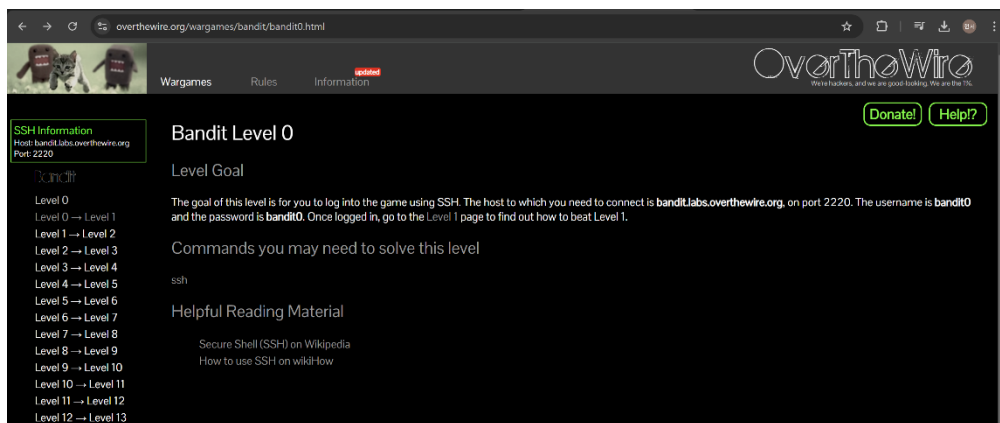 overthewire.org/wargames/bandit/bandit0.html
Wargames
Rules
Information
updated
OverTheWire
We're hackers, and we are good-looking. We are the 1%.
Donate!
Help!?
SSH Information
Host: bandit.labs.overthewire.org
Port: 2220
Bandit
Level 0
Level 0 → Level 1
Level 1 → Level 2
Level 2 → Level 3
Level 3 → Level 4
Level 4 → Level 5
Level 5 → Level 6
Level 6 → Level 7
Level 7 → Level 8
Level 8 → Level 9
Level 9 → Level 10
Level 10 → Level 11
Level 11 → Level 12
Level 12 → Level 13
Bandit Level 0
Level Goal
The goal of this level is for you to log into the game using SSH. The host to which you need to connect is bandit.labs.overthewire.org, on port 2220. The username is bandit0
and the password is bandit0. Once logged in, go to the Level 1 page to find out how to beat Level 1.
Commands you may need to solve this level
ssh
Helpful Reading Material
Secure Shell (SSH) on Wikipedia
How to use SSH on wikiHow